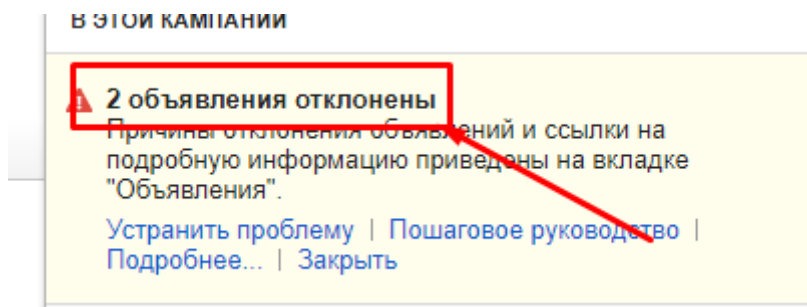 В ЭТОЙ КАМПАНИИ
2 объявления отклонены
Причины отклонения объявлений и ссылки на
подробную информацию приведены на вкладке
"Объявления".
Устранить проблему | Пошаговое руководство |
Подробнее... | Закрыть